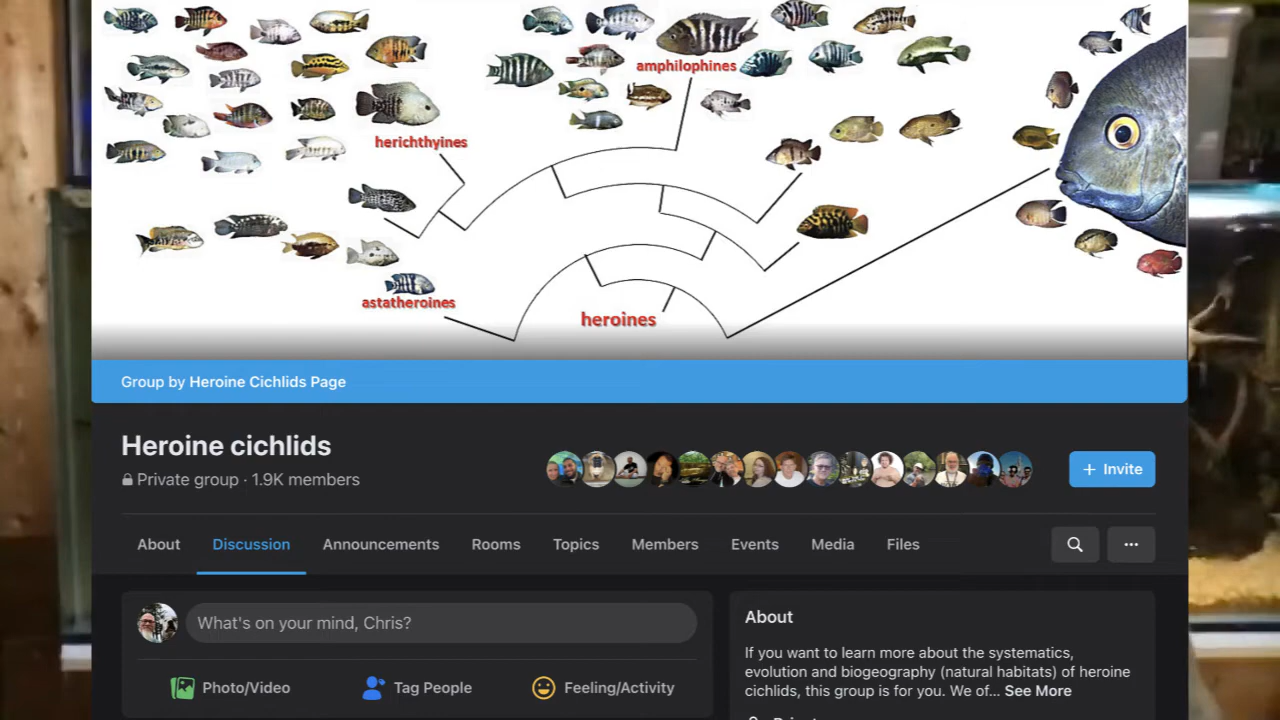 amphilophines
herichthyines
astatheroines
heroines
Group by Heroine Cichlids Page
Heroine cichlids
Private group · 1.9K members
+ Invite
About
Discussion
Announcements
Rooms
Topics
Members
Events
Media
Files
What's on your mind, Chris?
Photo/Video
Tag People
Feeling/Activity
About
If you want to learn more about the systematics,
evolution and biogeography (natural habitats) of heroine
cichlids, this group is for you. We of... See More